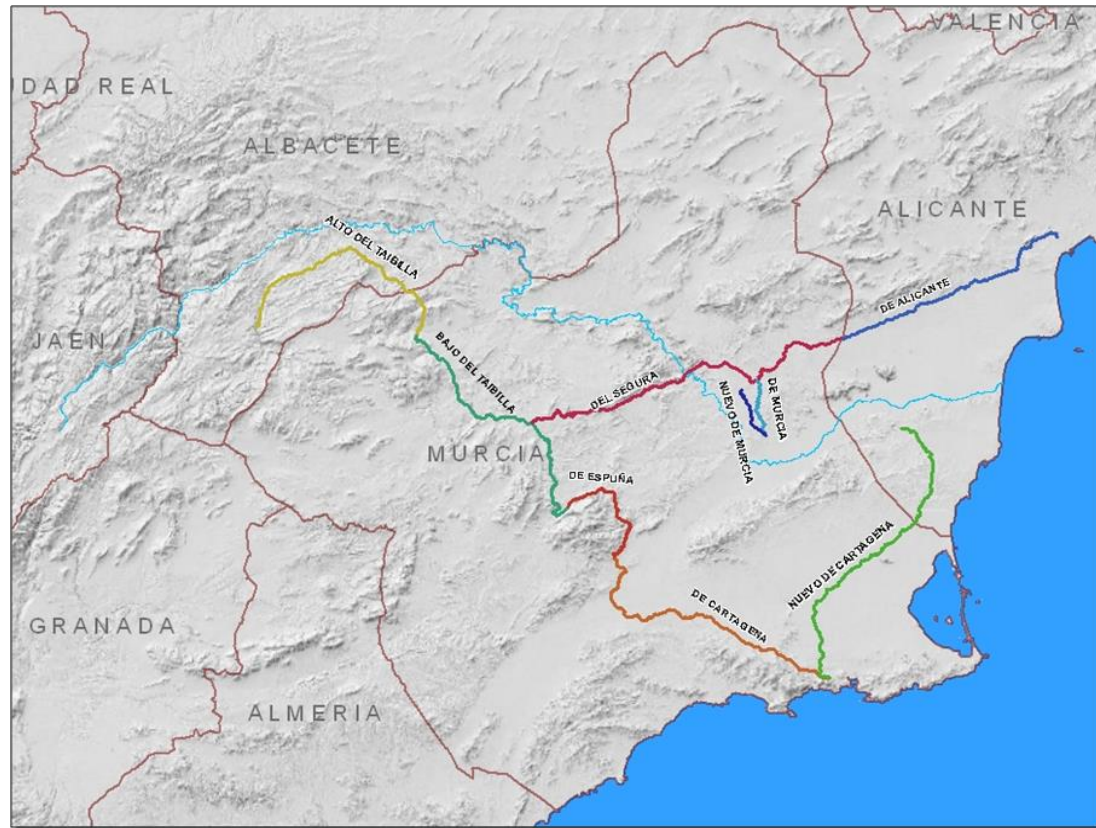 VALENCIA
UDAD REAL
ALBACETE
ALICANTE
ALTO DEL TAIBILLA
DE ALICANTE
JAEN
BAJO DEL TAIBILLA
DEL SEGURA
DE MURCIA
NUEVO DE MURCIA
MURCIA
DE ESPUÑA
NUEVO DE CARTAGENA
DE CARTAGENA
GRANADA
ALMERIA